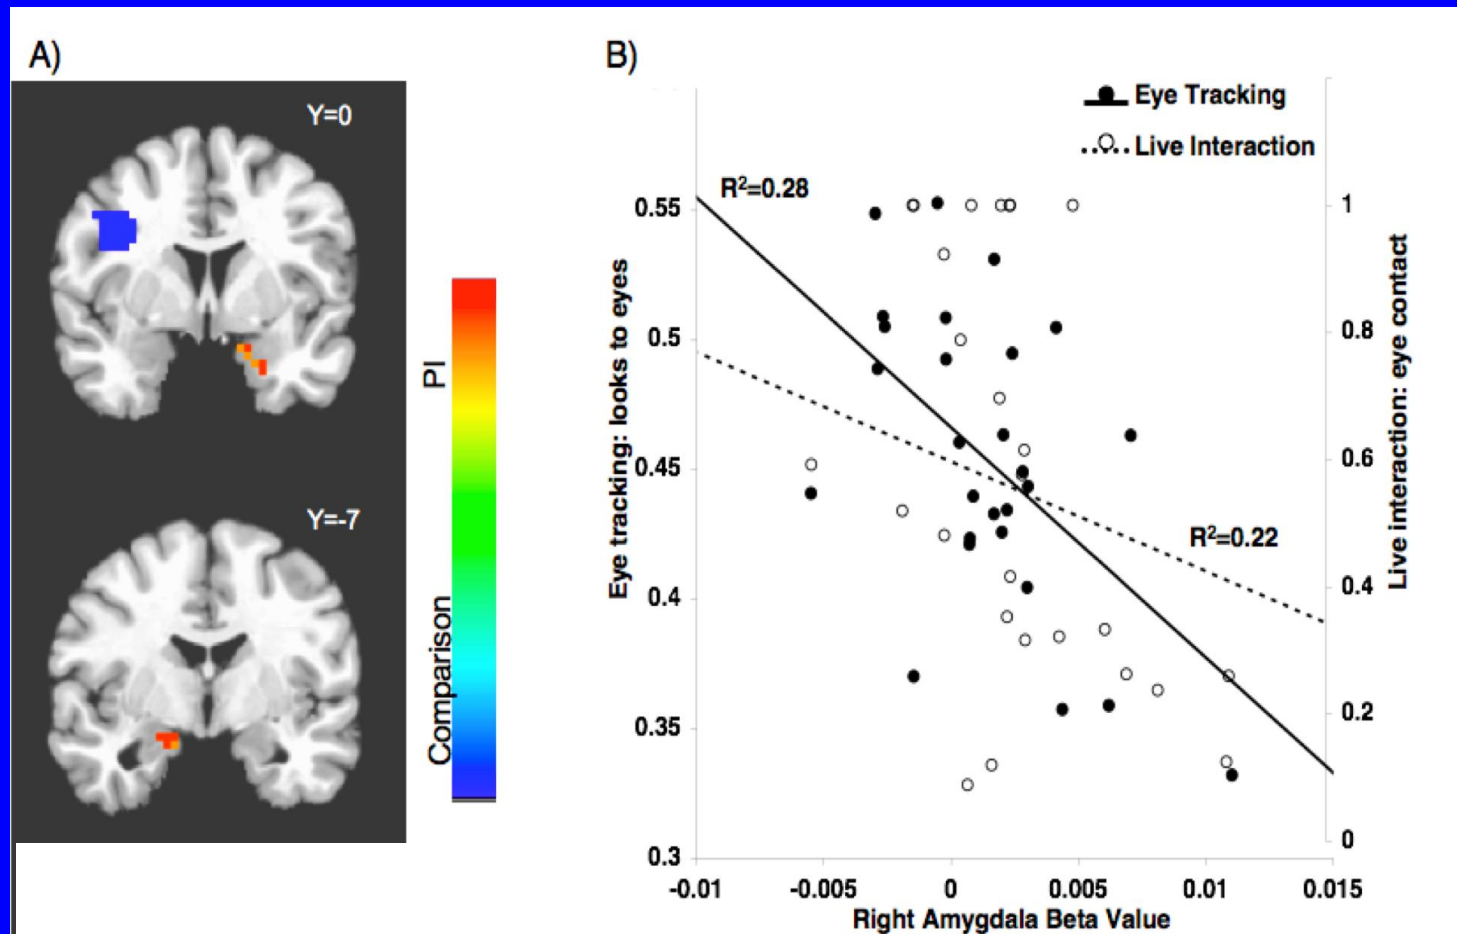 A)
Y=0
Y=-7
PI
Comparison
B)
Eye Tracking
Live Interaction
R²=0.28
R²=0.22
Eye tracking: looks to eyes
0.55
0.5
0.45
0.4
0.35
0.3
-0.01 -0.005 0 0.005 0.01 0.015
Right Amygdala Beta Value
1
0.8
0.6
0.4
0.2
0
Live interaction: eye contact